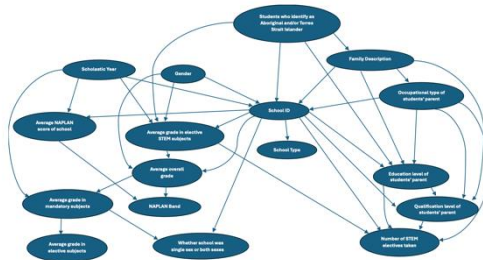 Students who identify as
Aboriginal and/or Torres
Strait Islander
Family Description
Scholastic Year
Gender
Occupational type of
students' parent
School ID
Average NAPLAN
score of school
Average grade in elective
STEM subjects
School Type
Average overall
grade
Education level of
students' parent
Average grade in
mandatory subjects
NAPLAN Band
Qualification level of
students' parent
Average grade in
elective subjects
Whether school was
single sex or both sexes
Number of STEM
electives taken